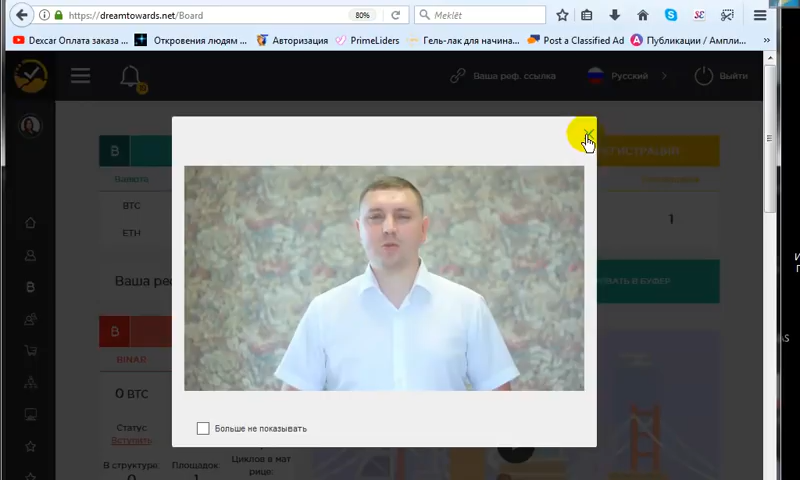 https://dreamtowards.net/Board
80%
Meklēt
Dexcar Оплата заказа ...
Откровения людям ...
Авторизация
PrimeLiders
Гель-лак для начина...
Post a Classified Ad
Публикации / Ампли...
Ваша реф. ссылка
Русский
Выйти
В
Валюта
BTC
ETH
1
Ваша реф
В
BINAR
0 BTC
Статус:
Вступить
В структуре:
Площадок:
Циклов в мат
рице:
0
1
Больше не показывать